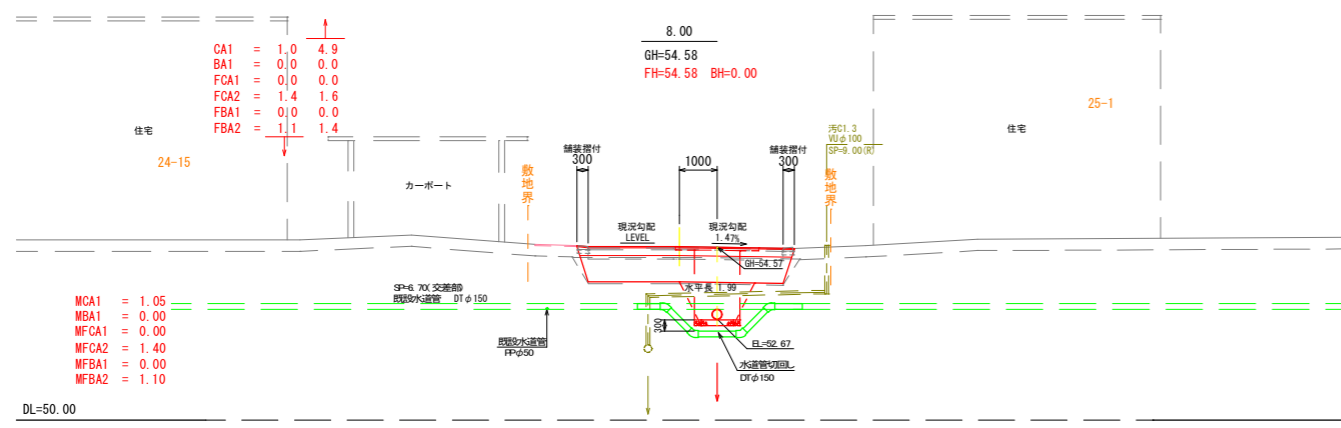 8.00
GH=54.58
FH=54.58 BH=0.00
CA1 = 1.0 4.9
BA1 = 0.0 0.0
FCA1 = 0.0 0.0
FCA2 = 1.4 1.6
FBA1 = 0.0 0.0
FBA2 = 1.1 1.4
住宅
24-15
カーポート
敷地界
舗装摺付
300
1000
舗装摺付
300
汚C1.3
VUφ100
SP=9.00(R)
敷地界
住宅
25-1
現況勾配
LEVEL
現況勾配
1.47%
GH=54.57
水平長 1.99
SP=6.70(交差部)
既設水道管 DTφ150
既設水道管
PPφ50
300
EL=52.67
水道管切回し
DTφ150
MCA1 = 1.05
MBA1 = 0.00
MFCA1 = 0.00
MFCA2 = 1.40
MFBA1 = 0.00
MFBA2 = 1.10
DL=50.00